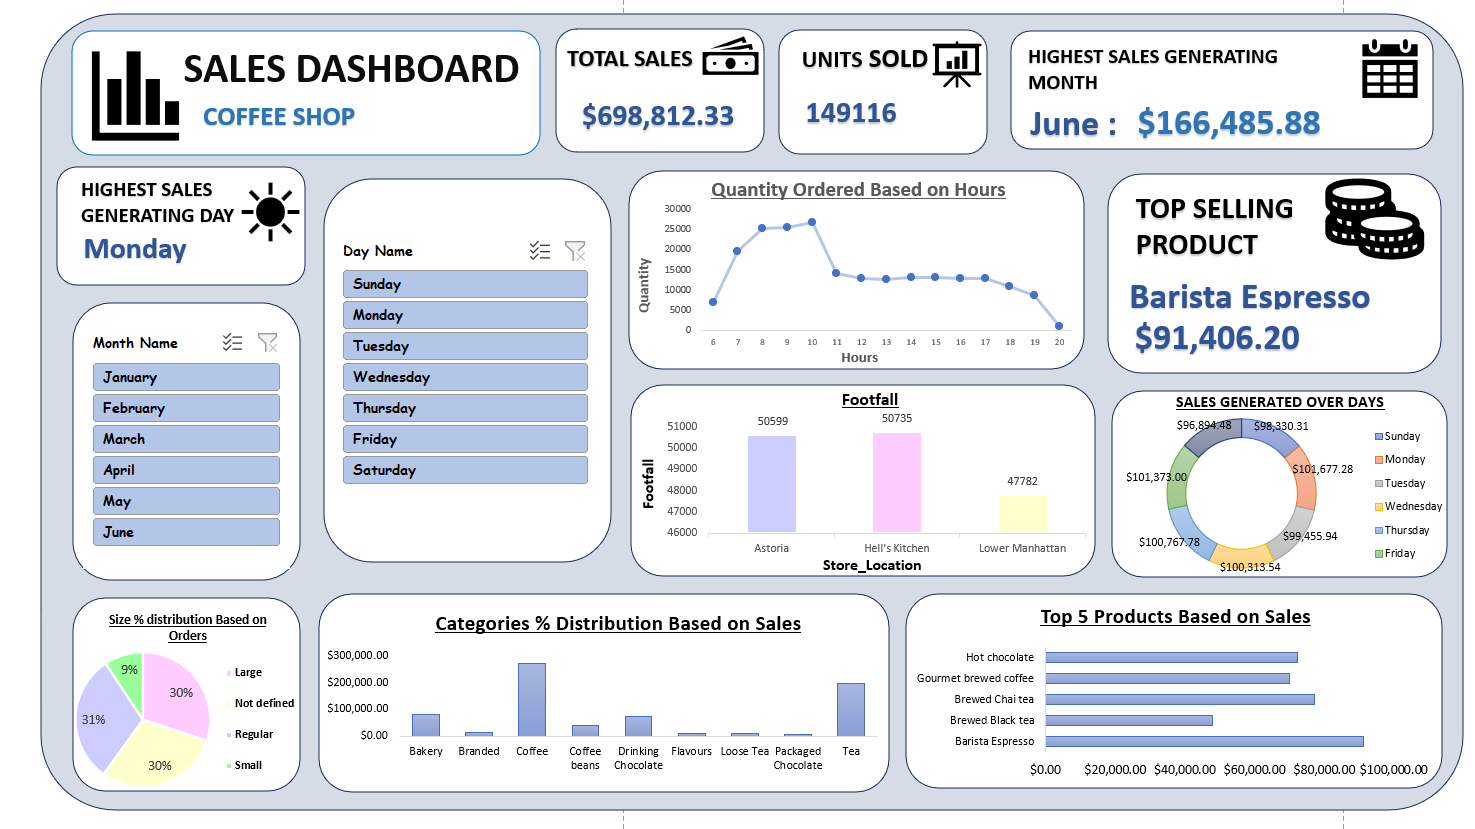 SALES DASHBOARD
COFFEE SHOP
TOTAL SALES
$698,812.33
UNITS SOLD
149116
HIGHEST SALES GENERATING
MONTH
June : $166,485.88
HIGHEST SALES
GENERATING DAY
Monday
Month Name
January
February
March
April
May
June
Day Name
Sunday
Monday
Tuesday
Wednesday
Thursday
Friday
Saturday
Quantity Ordered Based on Hours
Quantity
30000
25000
20000
15000
10000
5000
0
6 7 8 9 10 11 12 13 14 15 16 17 18 19 20
Hours
TOP SELLING
PRODUCT
Barista Espresso
$91,406.20
Footfall
Footfall
51000
50000
49000
48000
47000
46000
50599
50735
47782
Astoria Hell's Kitchen Lower Manhattan
Store_Location
SALES GENERATED OVER DAYS
$96,894.48
$98,330.31
$101,677.28
$101,373.00
$99,455.94
$100,767.78
$100,313.54
Sunday
Monday
Tuesday
Wednesday
Thursday
Friday
Size % distribution Based on
Orders
9%
30%
31%
30%
Large
Not defined
Regular
Small
Categories % Distribution Based on Sales
$300,000.00
$200,000.00
$100,000.00
$0.00
Bakery
Branded
Coffee
Coffee
beans
Drinking
Chocolate
Flavours
Loose Tea
Packaged
Chocolate
Tea
Top 5 Products Based on Sales
Hot chocolate
Gourmet brewed coffee
Brewed Chai tea
Brewed Black tea
Barista Espresso
$0.00 $20,000.00 $40,000.00 $60,000.00 $80,000.00 $100,000.00